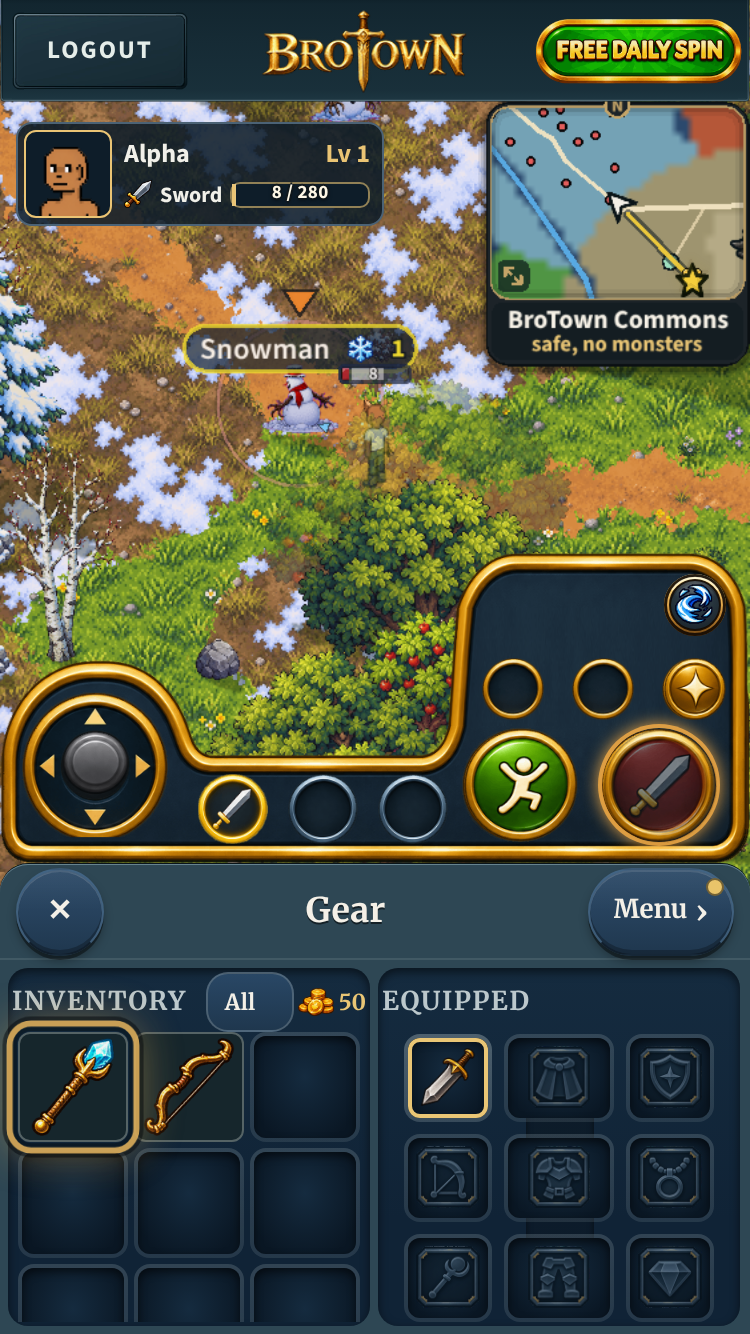 LOGOUT
BROTOWN
FREE DAILY SPIN
N
Alpha
Lv 1
Sword
8 / 280
Snowman
1
8
BroTown Commons
safe, no monsters
×
Gear
Menu ›
INVENTORY
All
50
EQUIPPED